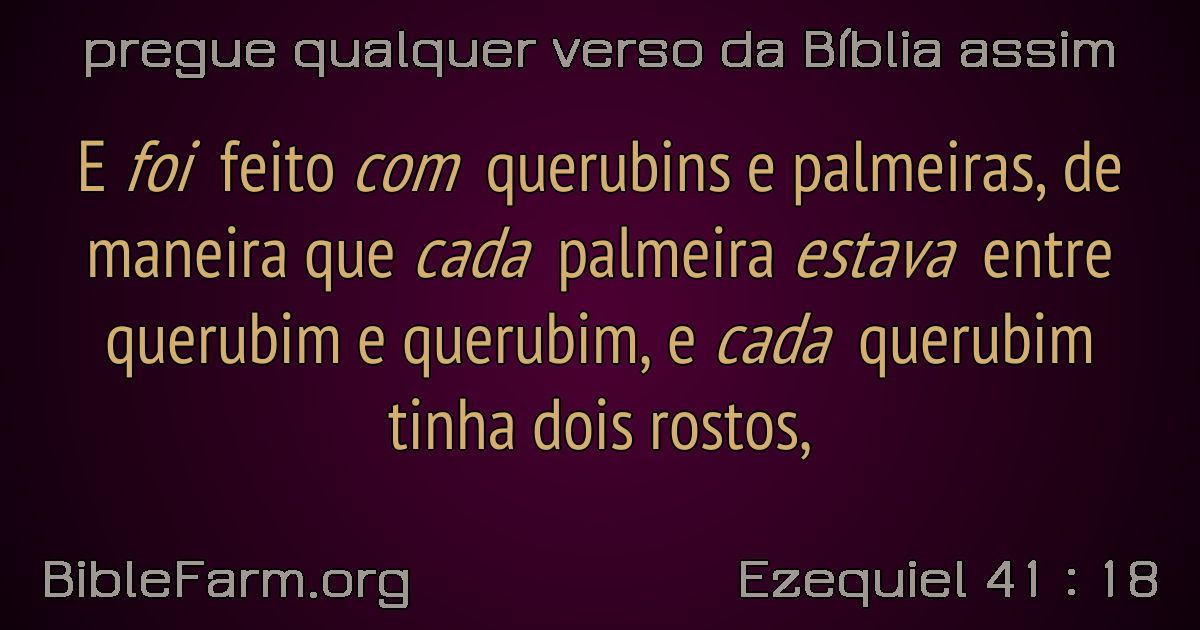 pregue qualquer verso da Bíblia assim
E foi feito com querubins e palmeiras, de
maneira que cada palmeira estava entre
querubim e querubim, e cada querubim
tinha dois rostos,
BibleFarm.org
Ezequiel 41 : 18